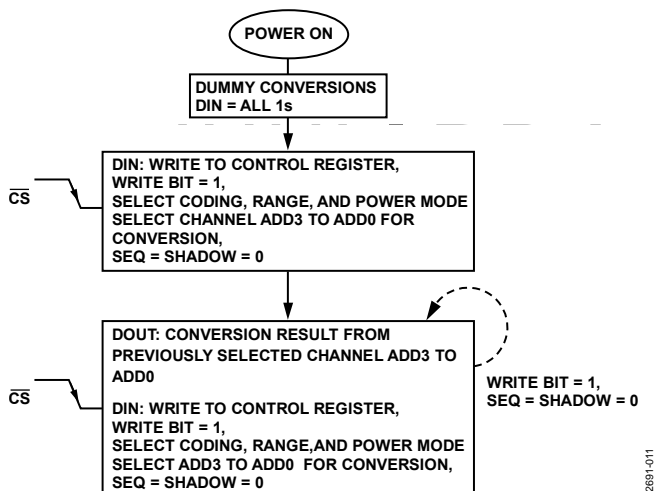 POWER ON
DUMMY CONVERSIONS
DIN = ALL 1s
CS
DIN: WRITE TO CONTROL REGISTER,
WRITE BIT = 1,
SELECT CODING, RANGE, AND POWER MODE
SELECT CHANNEL ADD3 TO ADD0 FOR
CONVERSION,
SEQ = SHADOW = 0
DOUT: CONVERSION RESULT FROM
PREVIOUSLY SELECTED CHANNEL ADD3 TO
ADD0
CS
DIN: WRITE TO CONTROL REGISTER,
WRITE BIT = 1,
SELECT CODING, RANGE,AND POWER MODE
SELECT ADD3 TO ADD0 FOR CONVERSION,
SEQ = SHADOW = 0
WRITE BIT = 1,
SEQ = SHADOW = 0
2691-011